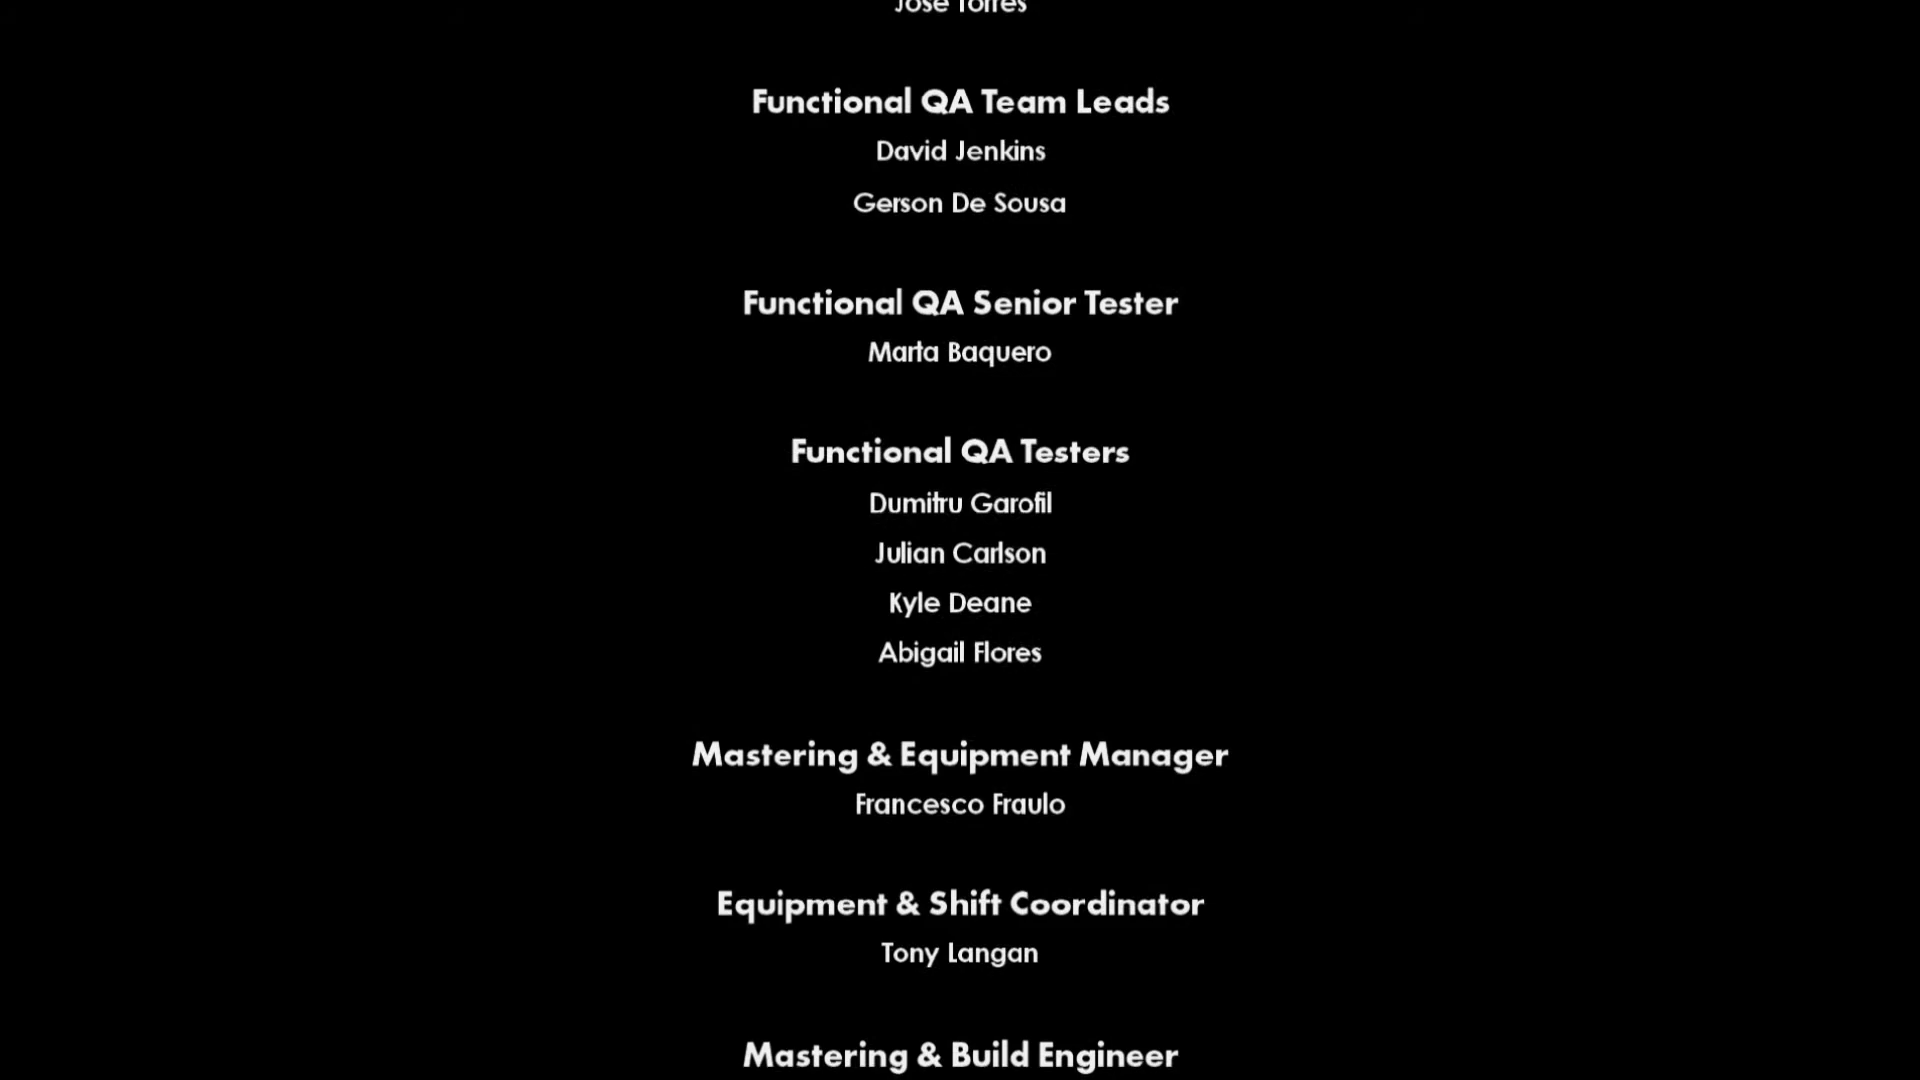 Jose Torres
Functional QA Team Leads
David Jenkins
Gerson De Sousa
Functional QA Senior Tester
Marta Baquero
Functional QA Testers
Dumitru Garofil
Julian Carlson
Kyle Deane
Abigail Flores
Mastering & Equipment Manager
Francesco Fraulo
Equipment & Shift Coordinator
Tony Langan
Mastering & Build Engineer